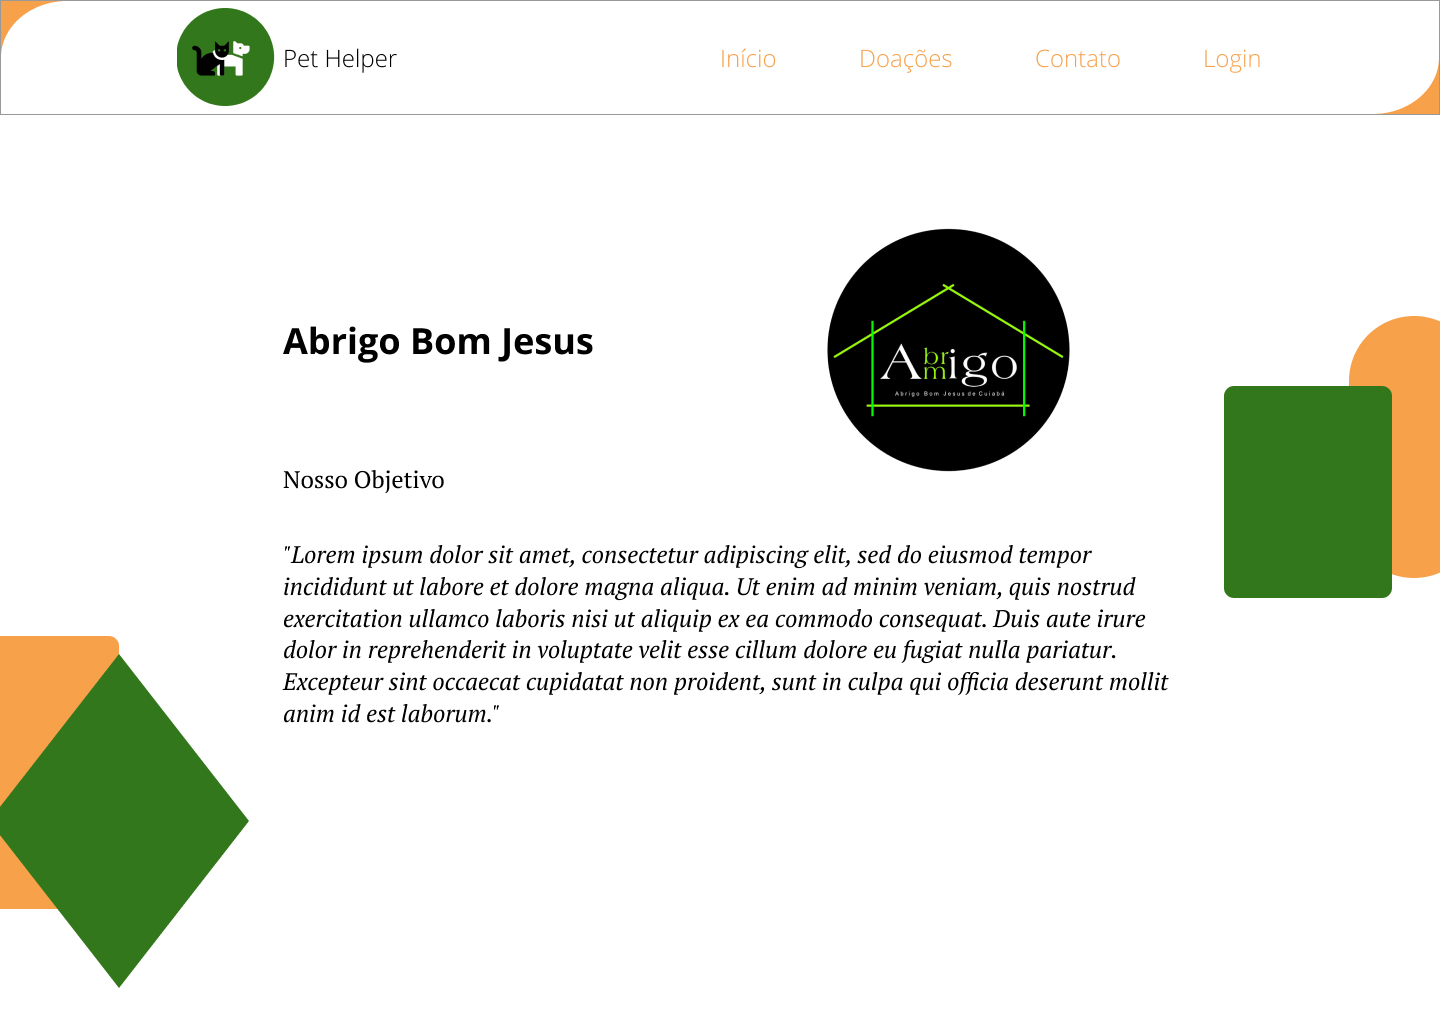 Pet Helper
Início
Doações
Contato
Login
Abrigo Bom Jesus
Abrmigo
Abrigo Bom Jesus de Cuiabá
Nosso Objetivo
"Lorem ipsum dolor sit amet, consectetur adipiscing elit, sed do eiusmod tempor
incididunt ut labore et dolore magna aliqua. Ut enim ad minim veniam, quis nostrud
exercitation ullamco laboris nisi ut aliquip ex ea commodo consequat. Duis aute irure
dolor in reprehenderit in voluptate velit esse cillum dolore eu fugiat nulla pariatur.
Excepteur sint occaecat cupidatat non proident, sunt in culpa qui officia deserunt mollit
anim id est laborum."